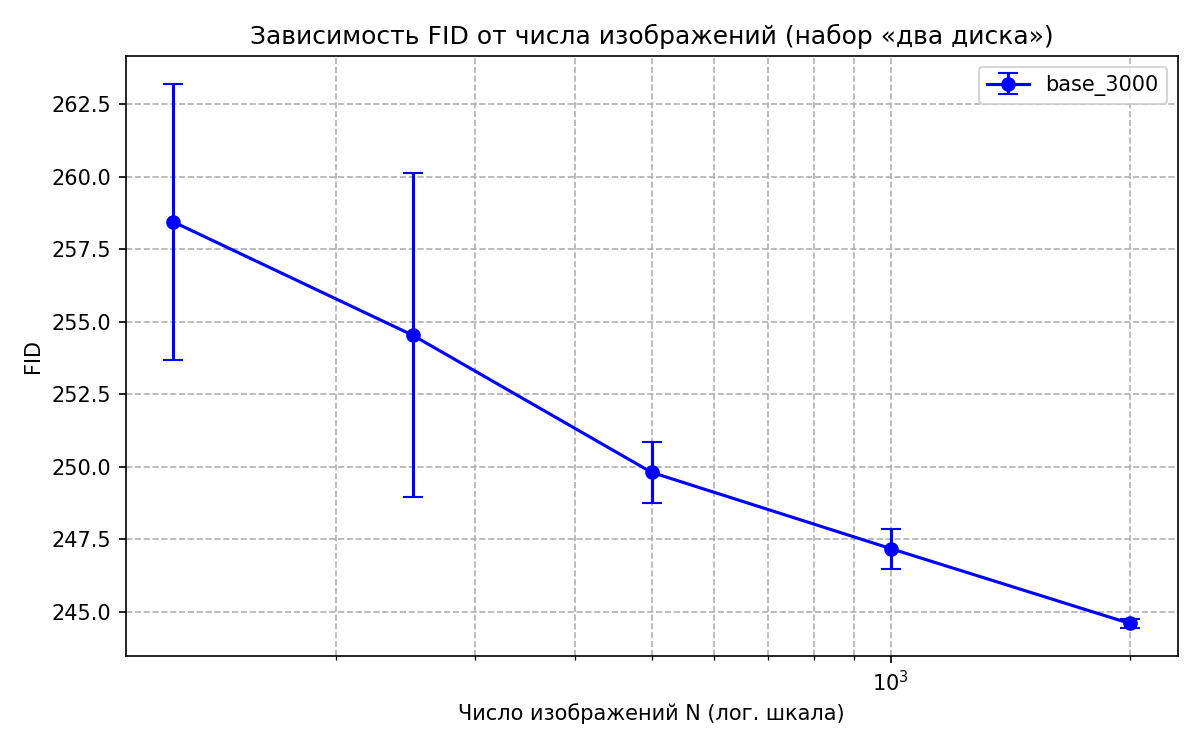 Зависимость FID от числа изображений (набор «два диска»)
base_3000
262.5
260.0
257.5
255.0
252.5
250.0
247.5
245.0
FID
10³
Число изображений N (лог. шкала)